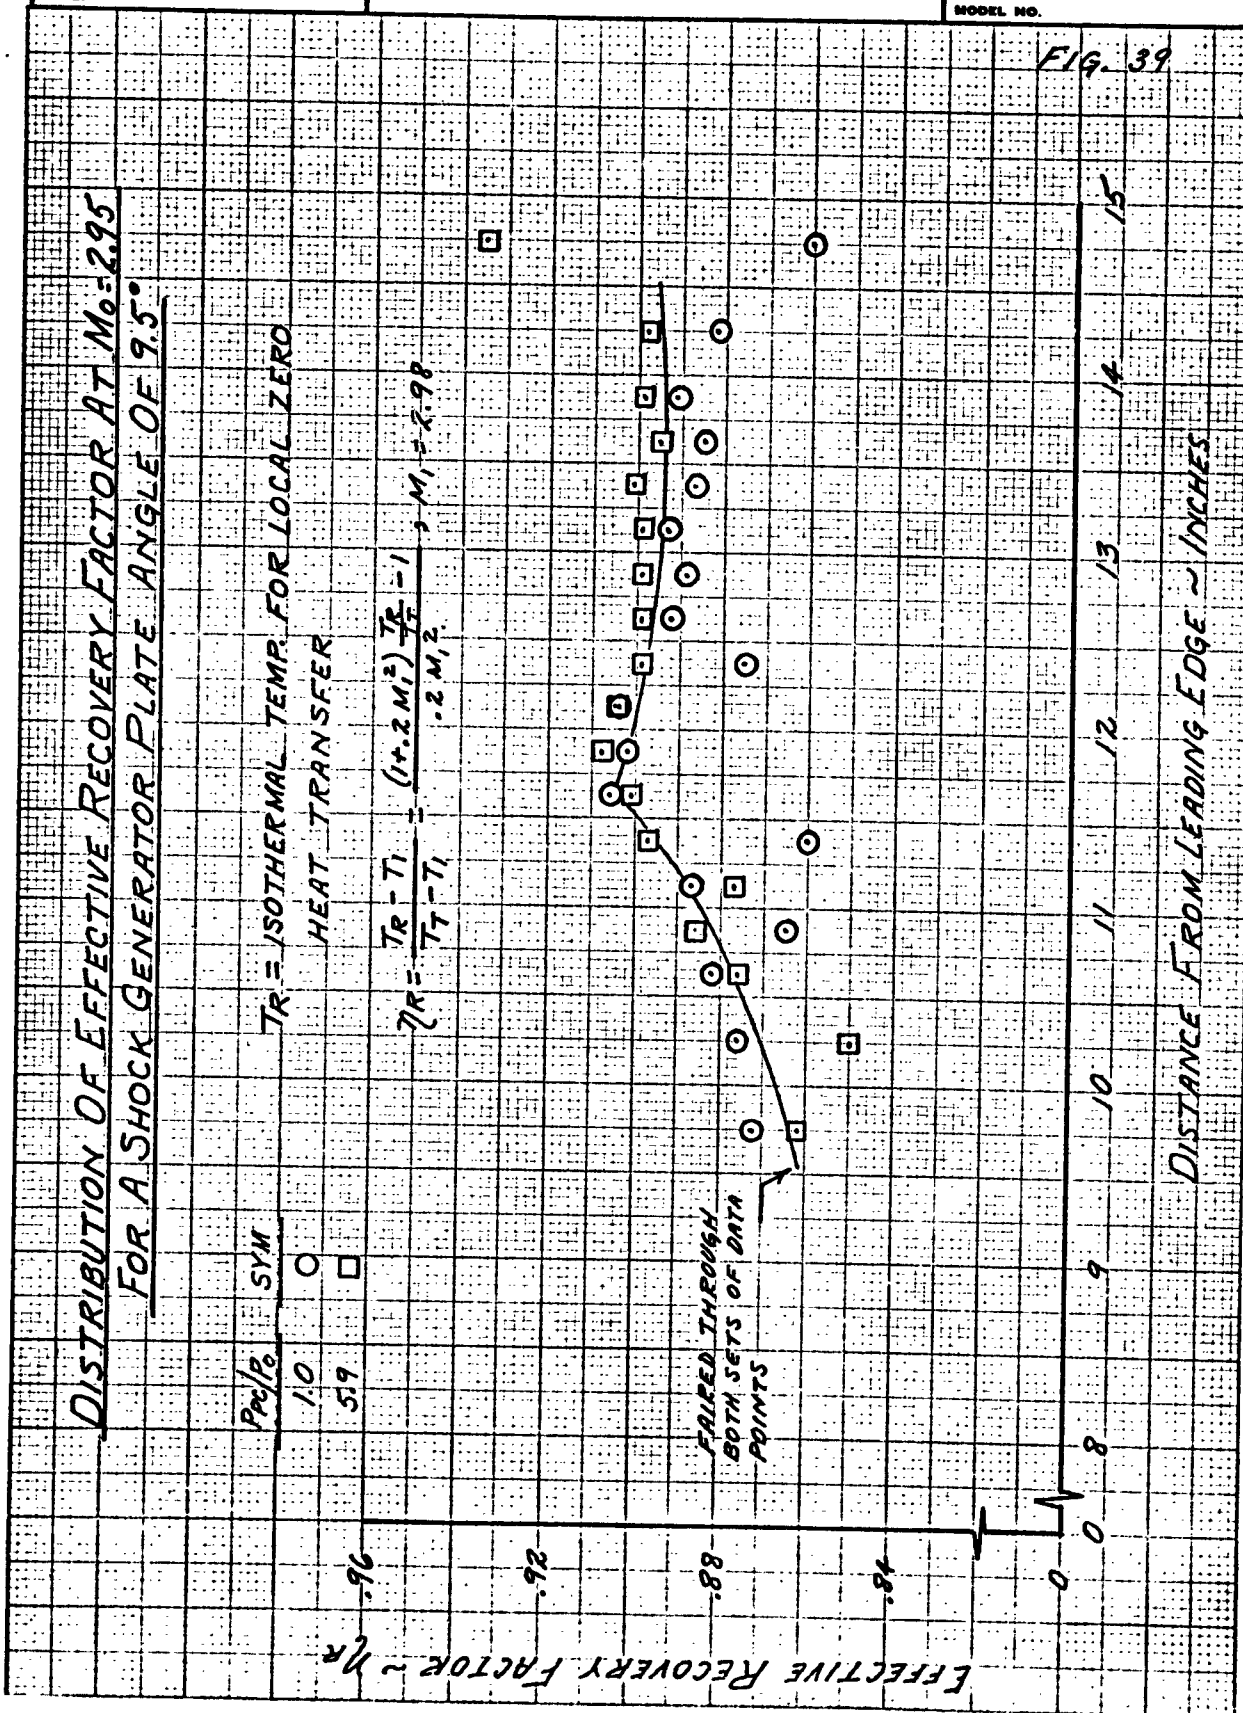 MODEL NO.
FIG. 39
DISTRIBUTION OF EFFECTIVE RECOVERY FACTOR AT M₀=2.95
FOR A SHOCK GENERATOR PLATE ANGLE OF 9.5°
PPC/P₀ SYM
1.0 ○
5.9 □
TR = ISOTHERMAL TEMP. FOR LOCAL ZERO
HEAT TRANSFER
ηR = (TR - T₁)/(TT - T₁) = ((1+.2 M₁²) TR/TT - 1)/(.2 M₁²) , M₁ = 2.98
FAIRED THROUGH
BOTH SETS OF DATA
POINTS
EFFECTIVE RECOVERY FACTOR ~ ηR
.96
.92
.88
.84
0
0 8 9 10 11 12 13 14 15
DISTANCE FROM LEADING EDGE ~ INCHES